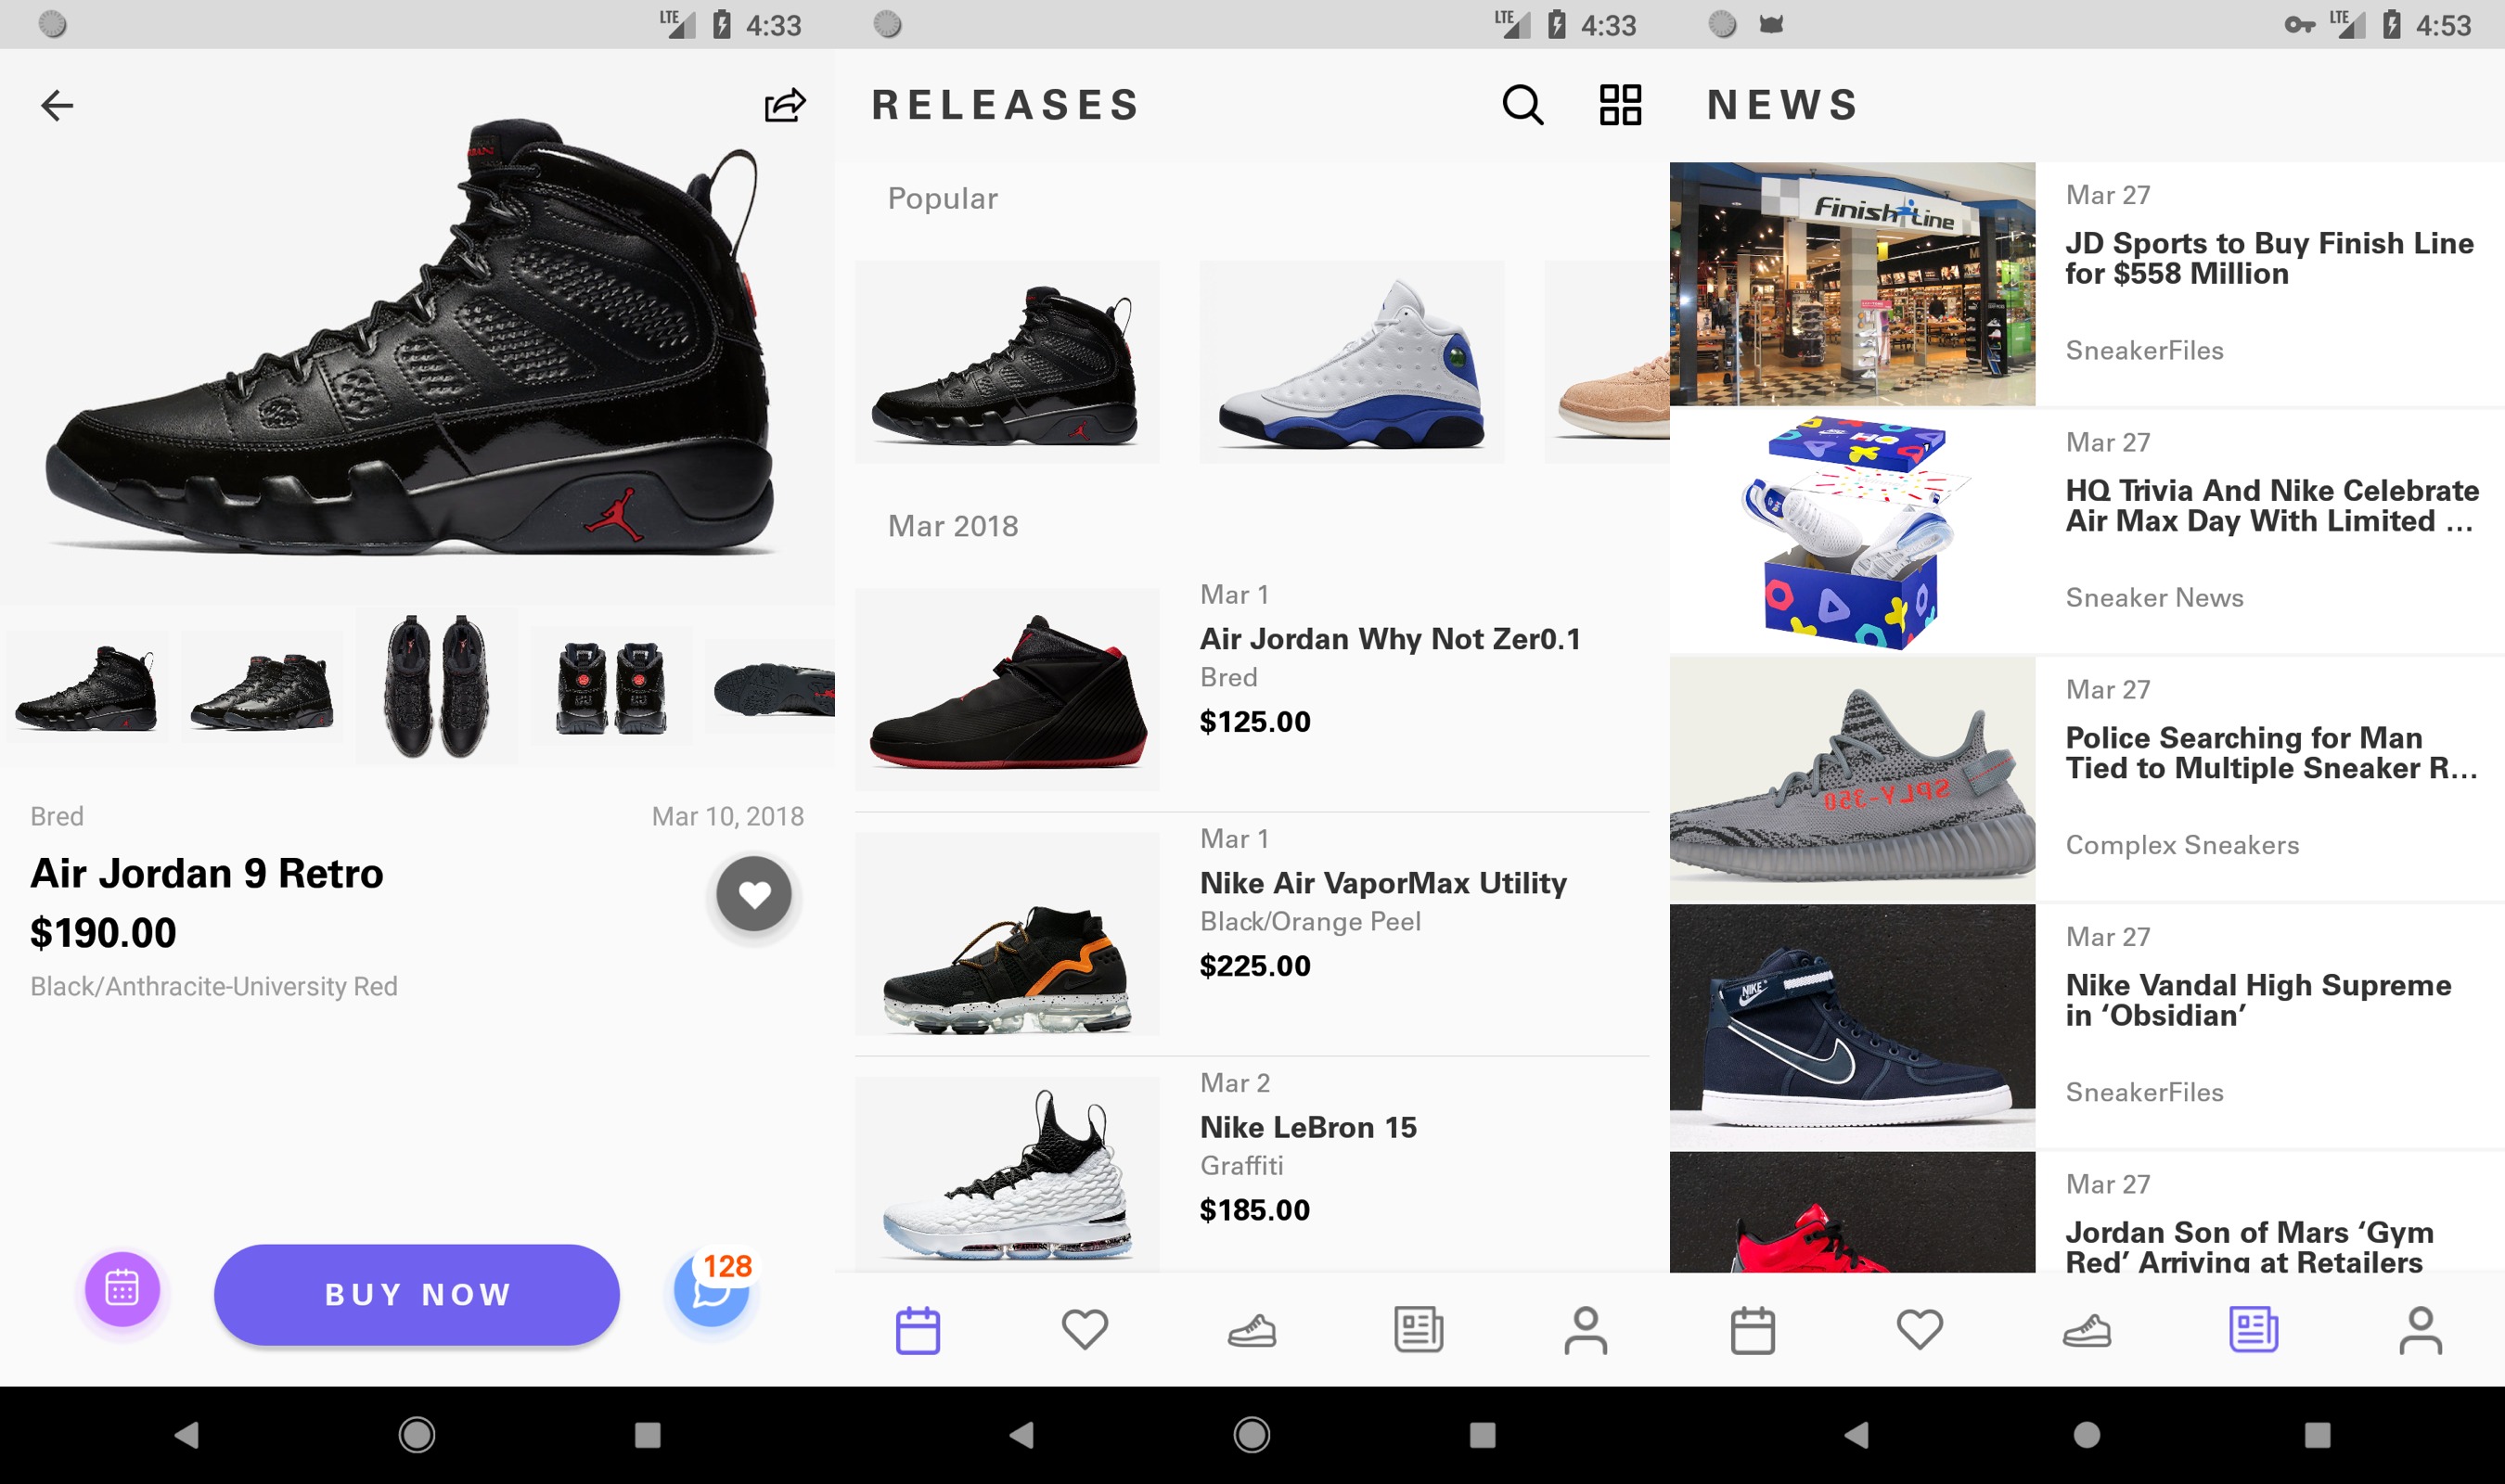 LTE 4:33
Bred
Mar 10, 2018
Air Jordan 9 Retro
$190.00
Black/Anthracite-University Red
BUY NOW
128
LTE 4:33
RELEASES
Popular
Mar 2018
Mar 1
Air Jordan Why Not Zer0.1
Bred
$125.00
Mar 1
Nike Air VaporMax Utility
Black/Orange Peel
$225.00
Mar 2
Nike LeBron 15
Graffiti
$185.00
LTE 4:53
NEWS
Finish Line
Mar 27
JD Sports to Buy Finish Line
for $558 Million
SneakerFiles
HQ
Mar 27
HQ Trivia And Nike Celebrate
Air Max Day With Limited ...
Sneaker News
SPLY-350
Mar 27
Police Searching for Man
Tied to Multiple Sneaker R...
Complex Sneakers
NIKE
Mar 27
Nike Vandal High Supreme
in ‘Obsidian’
SneakerFiles
Mar 27
Jordan Son of Mars ‘Gym
Red’ Arriving at Retailers